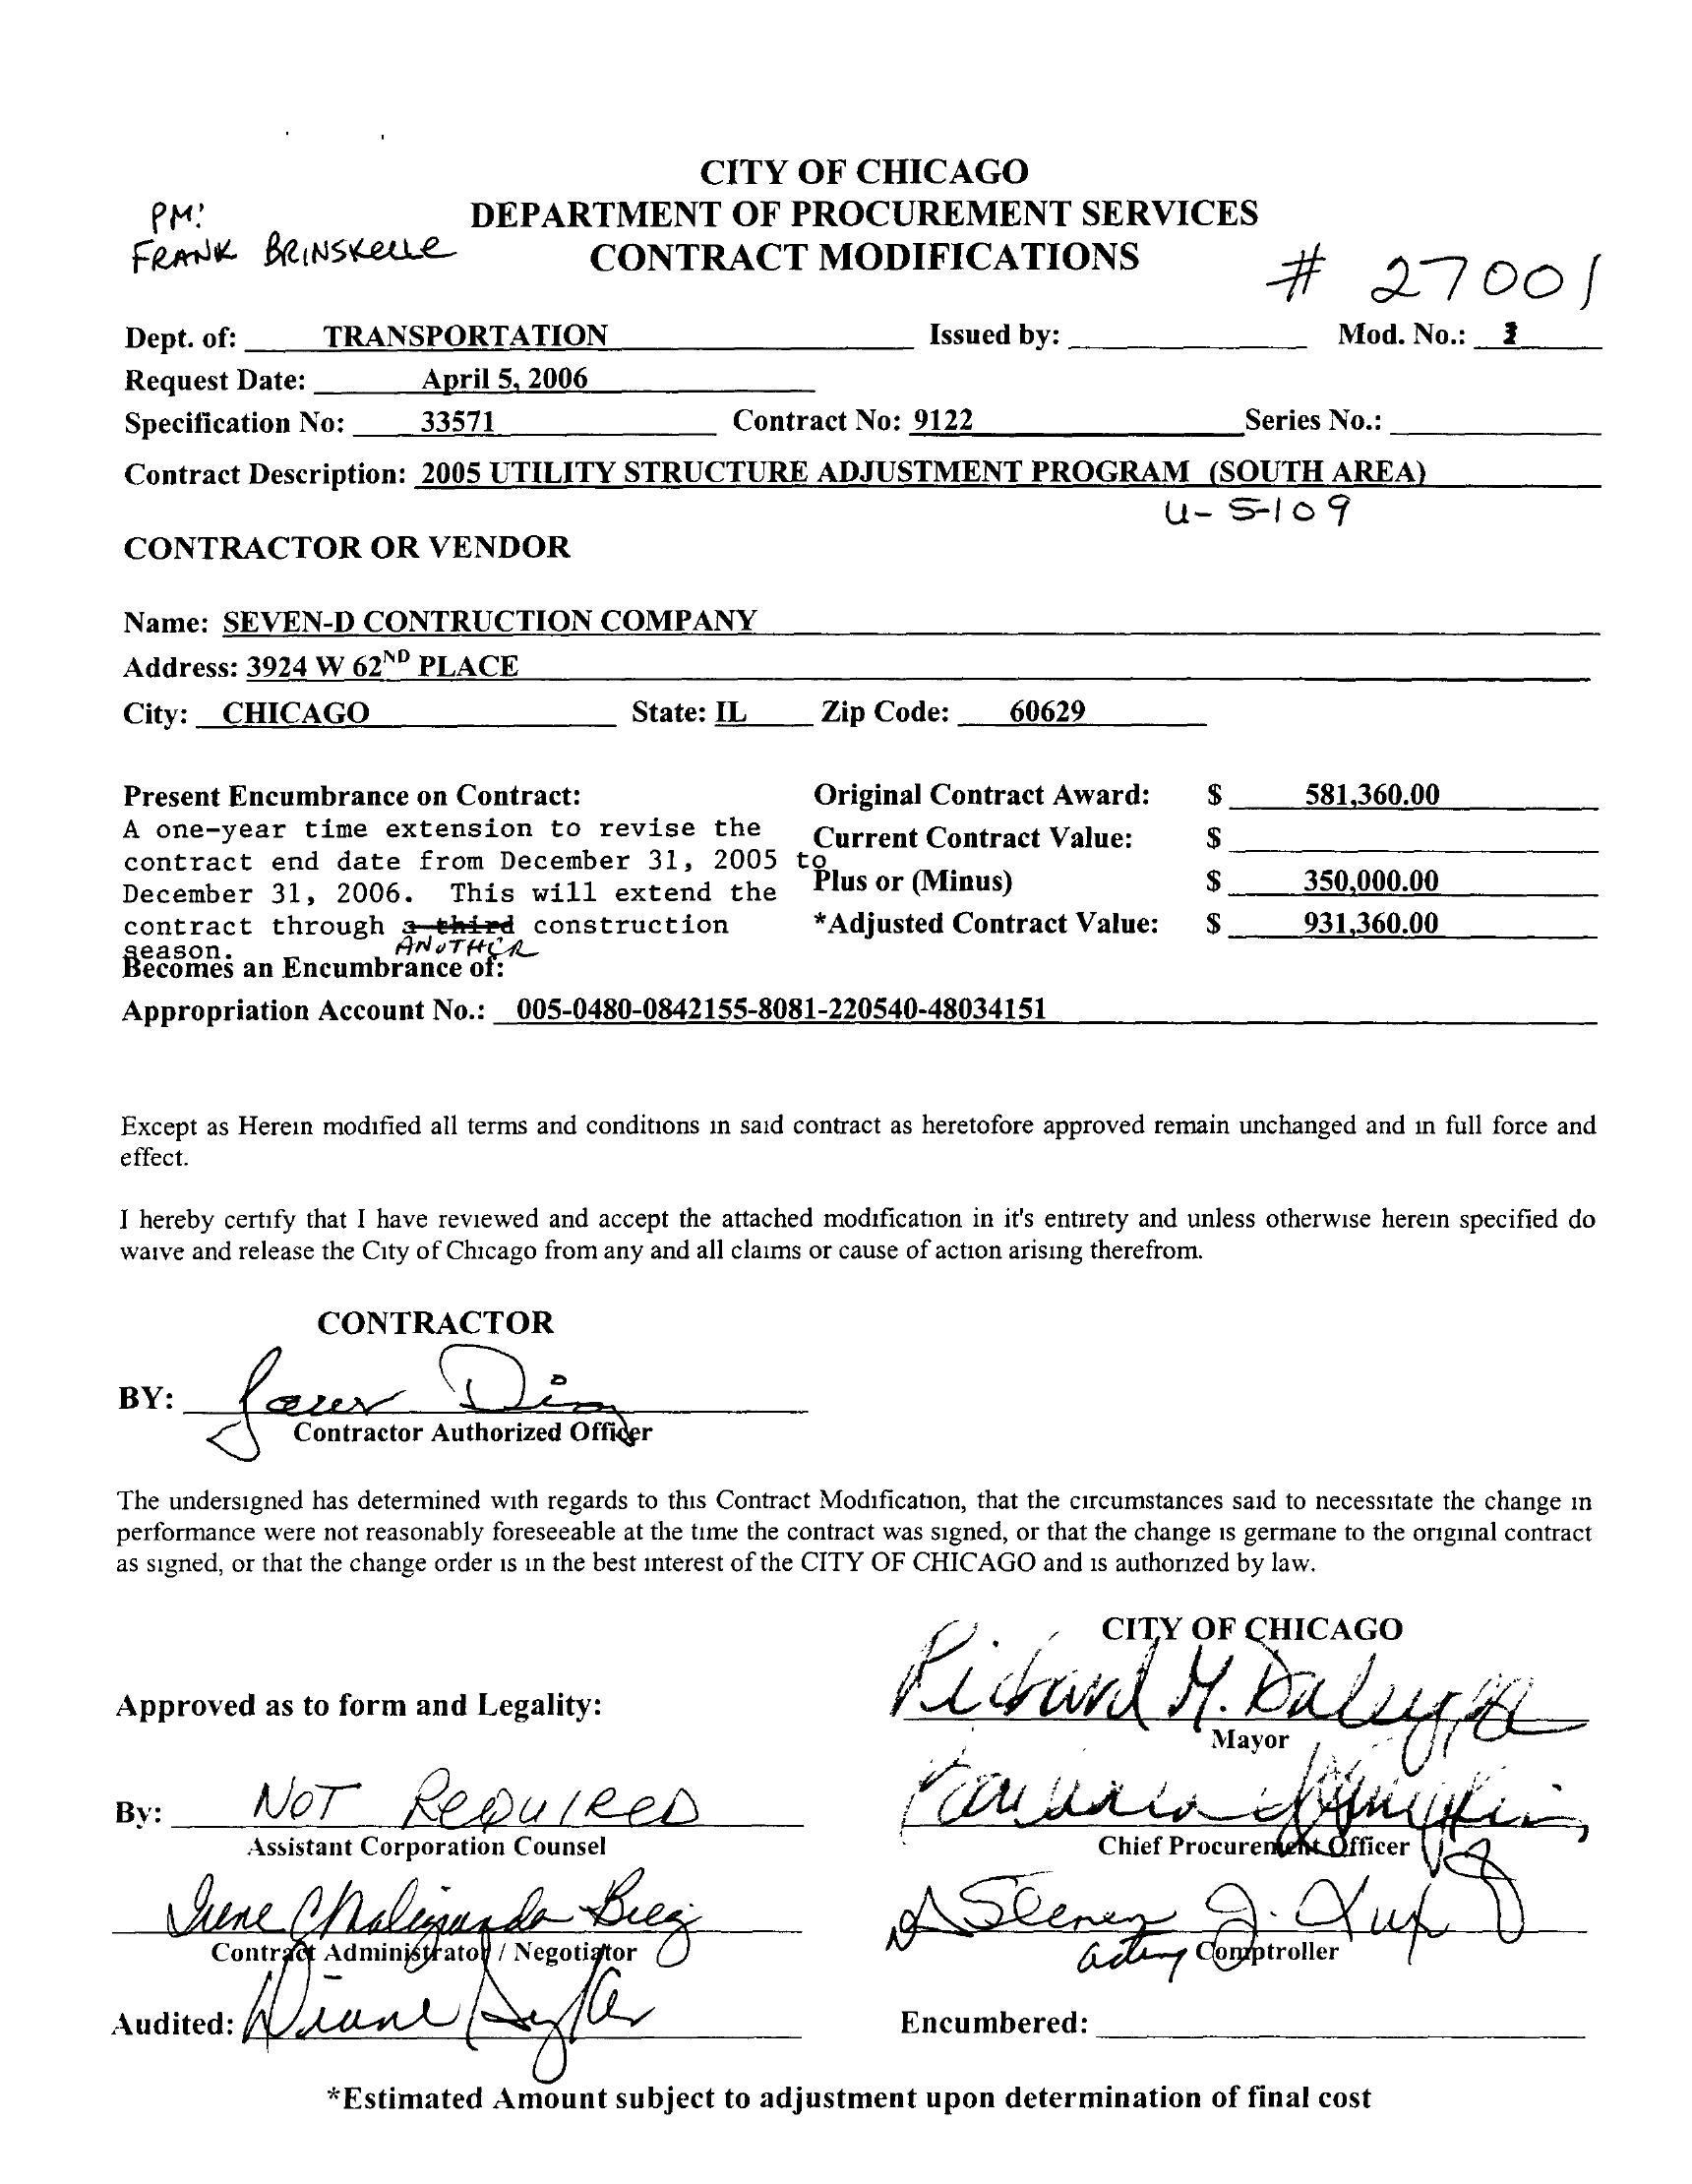 CITY OF CHICAGO
PM:
DEPARTMENT OF PROCUREMENT SERVICES
FRANK BRINSKELLE
CONTRACT MODIFICATIONS
# 27001
Dept. of: TRANSPORTATION Issued by: Mod. No.:
Request Date: April 5, 2006
Specification No: 33571 Contract No: 9122 Series No.:
Contract Description: 2005 UTILITY STRUCTURE ADJUSTMENT PROGRAM (SOUTH AREA)
U-5-109
CONTRACTOR OR VENDOR
Name: SEVEN-D CONTRUCTION COMPANY
Address: 3924 W 62ND PLACE
City: CHICAGO State: IL Zip Code: 60629
Present Encumbrance on Contract: Original Contract Award: $ 581,360.00
A one-year time extension to revise the
Current Contract Value: $
contract end date from December 31, 2005 to
December 31, 2006. This will extend the
Plus or (Minus) $ 350,000.00
contract through a third construction
*Adjusted Contract Value: $ 931,360.00
season. ANOTHER
Becomes an Encumbrance of:
Appropriation Account No.: 005-0480-0842155-8081-220540-48034151
Except as Herein modified all terms and conditions in said contract as heretofore approved remain unchanged and in full force and
effect.
I hereby certify that I have reviewed and accept the attached modification in it's entirety and unless otherwise herein specified do
waive and release the City of Chicago from any and all claims or cause of action arising therefrom.
CONTRACTOR
BY:
Contractor Authorized Officer
The undersigned has determined with regards to this Contract Modification, that the circumstances said to necessitate the change in
performance were not reasonably foreseeable at the time the contract was signed, or that the change is germane to the original contract
as signed, or that the change order is in the best interest of the CITY OF CHICAGO and is authorized by law.
CITY OF CHICAGO
Richard M. Daley
Approved as to form and Legality:
Mayor
By: NOT REQUIRED
Assistant Corporation Counsel Chief Procurement Officer
Irene
Contract Administrator / Negotiator acting Comptroller
Audited: Diane Encumbered:
*Estimated Amount subject to adjustment upon determination of final cost